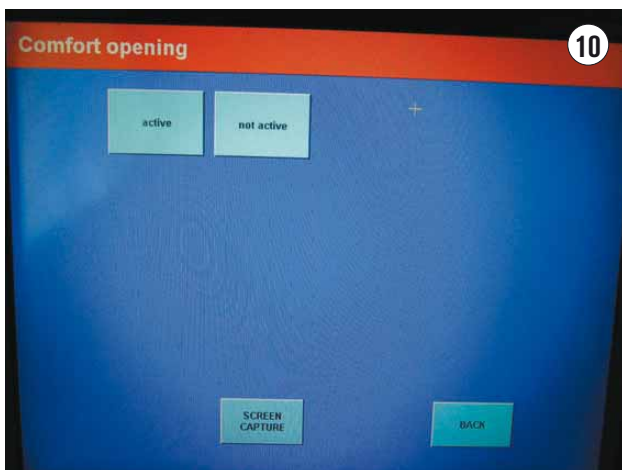 Comfort opening
10
active
not active
SCREEN
CAPTURE
BACK